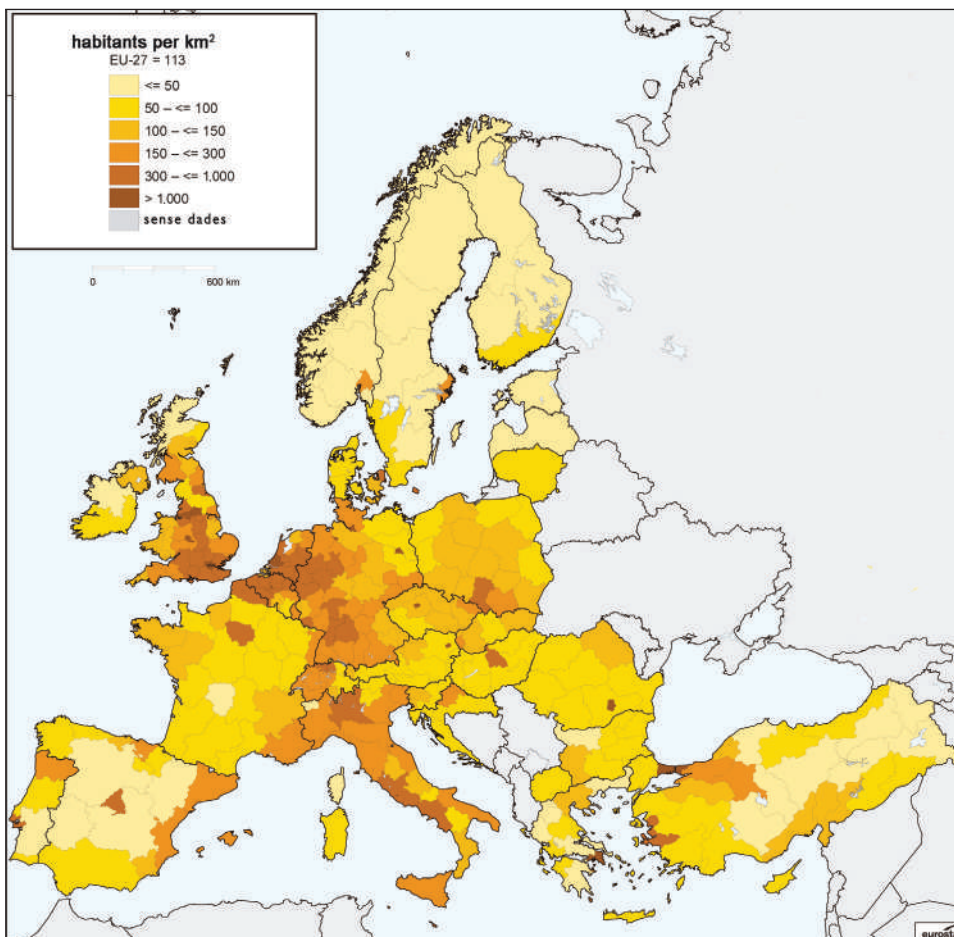 habitants per km²
EU-27 = 113
<= 50
50 – <= 100
100 – <= 150
150 – <= 300
300 – <= 1.000
> 1.000
sense dades
0 600 km
eurosta